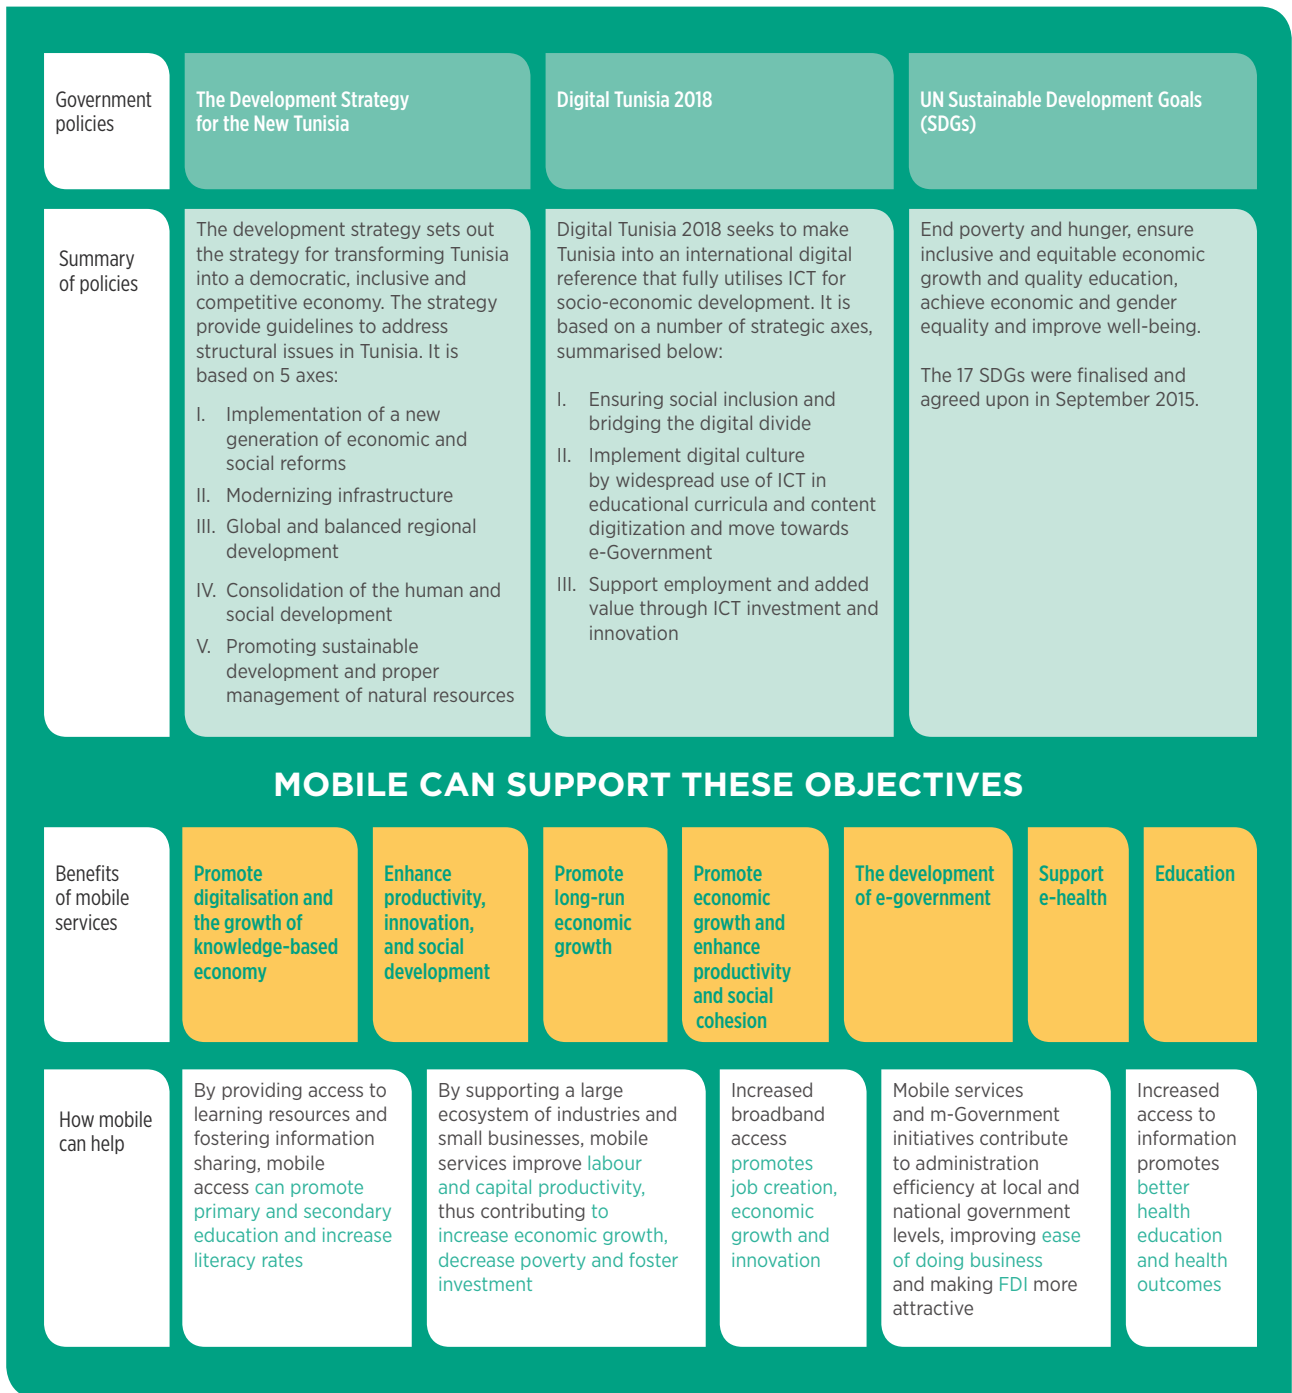 Government
policies
The Development Strategy
for the New Tunisia
Digital Tunisia 2018
UN Sustainable Development Goals
(SDGs)
Summary
of policies
The development strategy sets out
the strategy for transforming Tunisia
into a democratic, inclusive and
competitive economy. The strategy
provide guidelines to address
structural issues in Tunisia. It is
based on 5 axes:
I. Implementation of a new
generation of economic and
social reforms
II. Modernizing infrastructure
III. Global and balanced regional
development
IV. Consolidation of the human and
social development
V. Promoting sustainable
development and proper
management of natural resources
Digital Tunisia 2018 seeks to make
Tunisia into an international digital
reference that fully utilises ICT for
socio-economic development. It is
based on a number of strategic axes,
summarised below:
I. Ensuring social inclusion and
bridging the digital divide
II. Implement digital culture
by widespread use of ICT in
educational curricula and content
digitization and move towards
e-Government
III. Support employment and added
value through ICT investment and
innovation
End poverty and hunger, ensure
inclusive and equitable economic
growth and quality education,
achieve economic and gender
equality and improve well-being.
The 17 SDGs were finalised and
agreed upon in September 2015.
MOBILE CAN SUPPORT THESE OBJECTIVES
Benefits
of mobile
services
Promote
digitalisation and
the growth of
knowledge-based
economy
Enhance
productivity,
innovation,
and social
development
Promote
long-run
economic
growth
Promote
economic
growth and
enhance
productivity
and social
cohesion
The development
of e-government
Support
e-health
Education
How mobile
can help
By providing access to
learning resources and
fostering information
sharing, mobile
access can promote
primary and secondary
education and increase
literacy rates
By supporting a large
ecosystem of industries and
small businesses, mobile
services improve labour
and capital productivity,
thus contributing to
increase economic growth,
decrease poverty and foster
investment
Increased
broadband
access
promotes
job creation,
economic
growth and
innovation
Mobile services
and m-Government
initiatives contribute
to administration
efficiency at local and
national government
levels, improving ease
of doing business
and making FDI more
attractive
Increased
access to
information
promotes
better
health
education
and health
outcomes